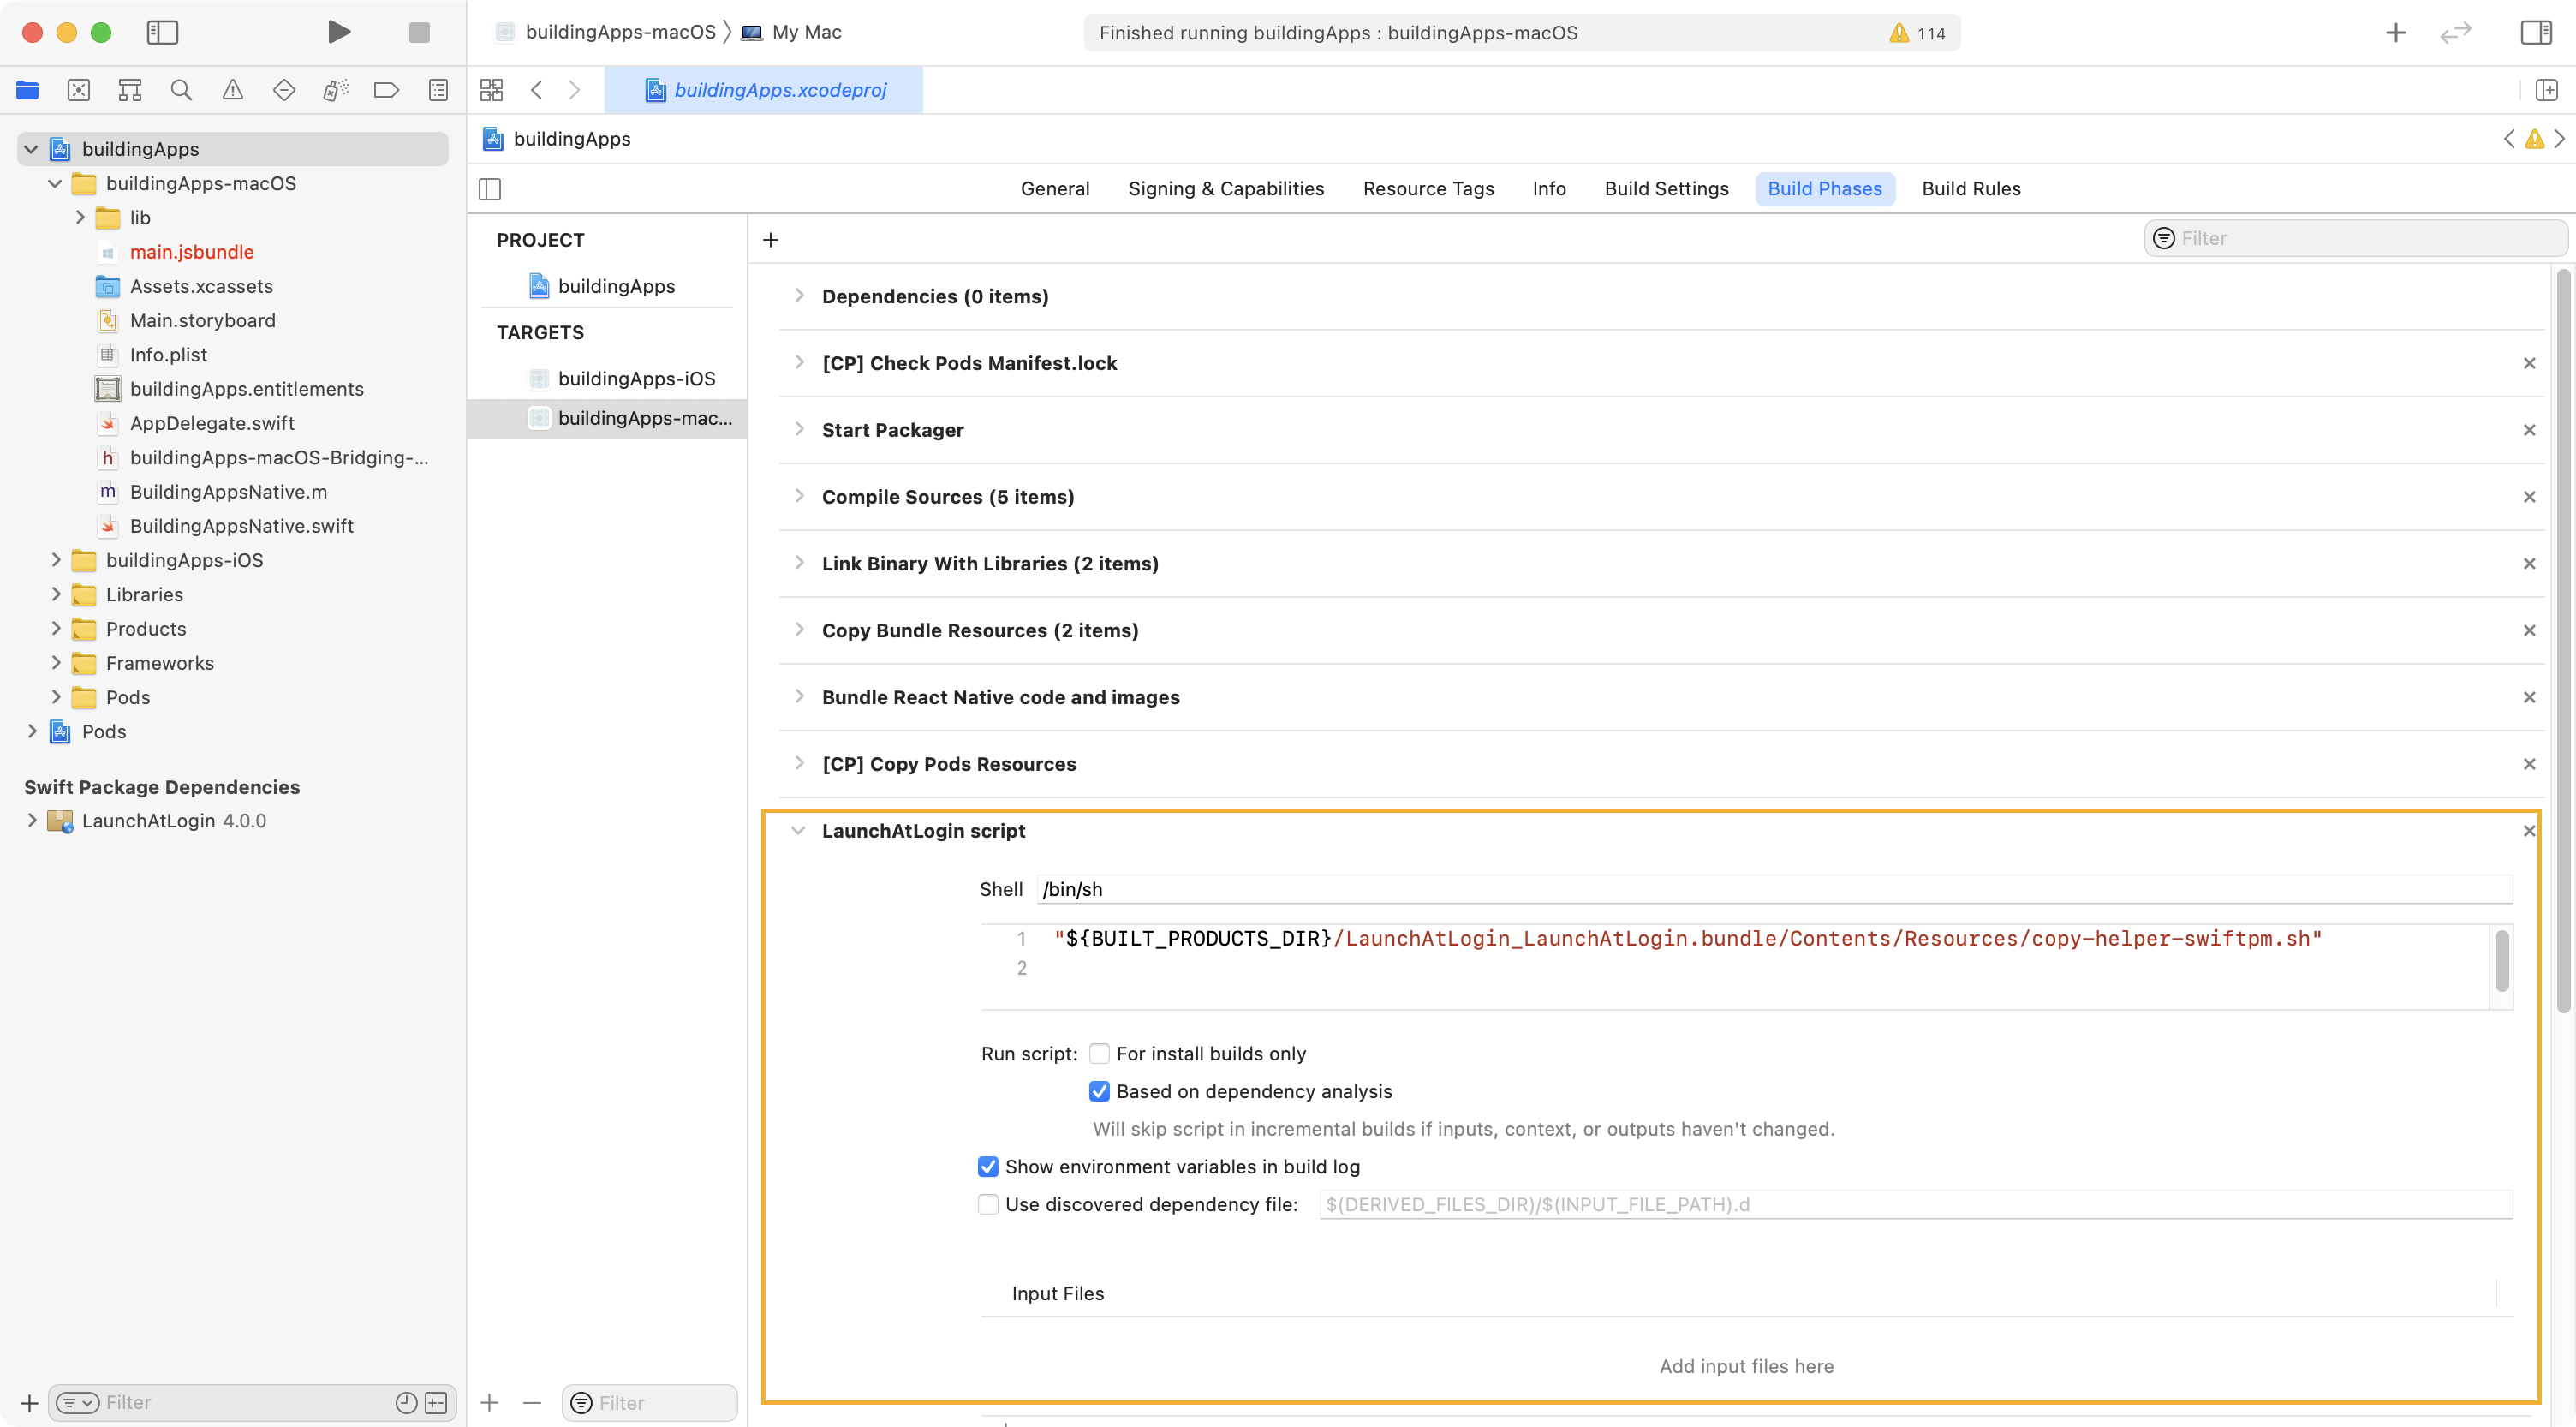 buildingApps-macOS
My Mac
Finished running buildingApps : buildingApps-macOS
114
buildingApps.xcodeproj
buildingApps
buildingApps-macOS
lib
main.jsbundle
Assets.xcassets
Main.storyboard
Info.plist
buildingApps.entitlements
AppDelegate.swift
h
buildingApps-macOS-Bridging-...
m
BuildingAppsNative.m
BuildingAppsNative.swift
buildingApps-iOS
Libraries
Products
Frameworks
Pods
Pods
Swift Package Dependencies
LaunchAtLogin 4.0.0
Filter
buildingApps
General
Signing & Capabilities
Resource Tags
Info
Build Settings
Build Phases
Build Rules
PROJECT
buildingApps
TARGETS
buildingApps-iOS
buildingApps-mac...
Filter
Filter
Dependencies (0 items)
[CP] Check Pods Manifest.lock
Start Packager
Compile Sources (5 items)
Link Binary With Libraries (2 items)
Copy Bundle Resources (2 items)
Bundle React Native code and images
[CP] Copy Pods Resources
LaunchAtLogin script
Shell /bin/sh
1 "${BUILT_PRODUCTS_DIR}/LaunchAtLogin_LaunchAtLogin.bundle/Contents/Resources/copy-helper-swiftpm.sh"
2
Run script: For install builds only
Based on dependency analysis
Will skip script in incremental builds if inputs, context, or outputs haven't changed.
Show environment variables in build log
Use discovered dependency file: $(DERIVED_FILES_DIR)/$(INPUT_FILE_PATH).d
Input Files
Add input files here